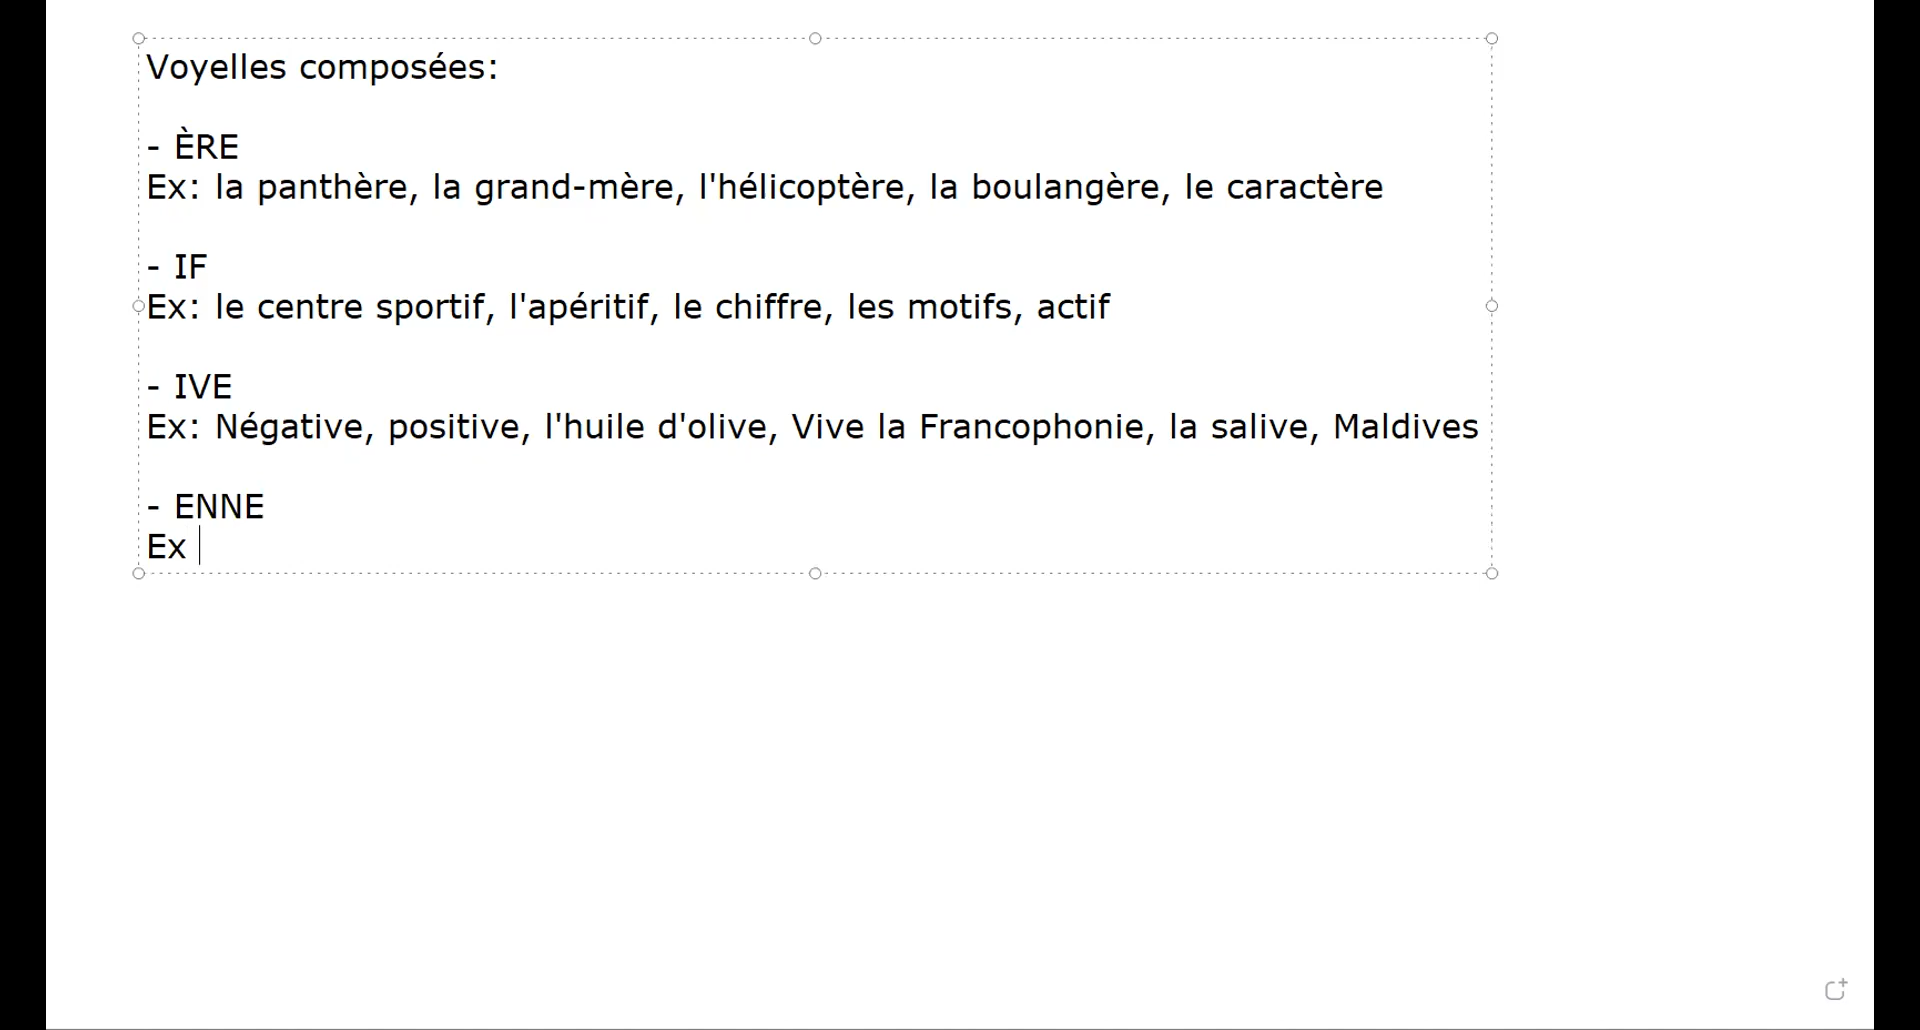 Voyelles composées:
- ÈRE
Ex: la panthère, la grand-mère, l'hélicoptère, la boulangère, le caractère
- IF
Ex: le centre sportif, l'apéritif, le chiffre, les motifs, actif
- IVE
Ex: Négative, positive, l'huile d'olive, Vive la Francophonie, la salive, Maldives
- ENNE
Ex